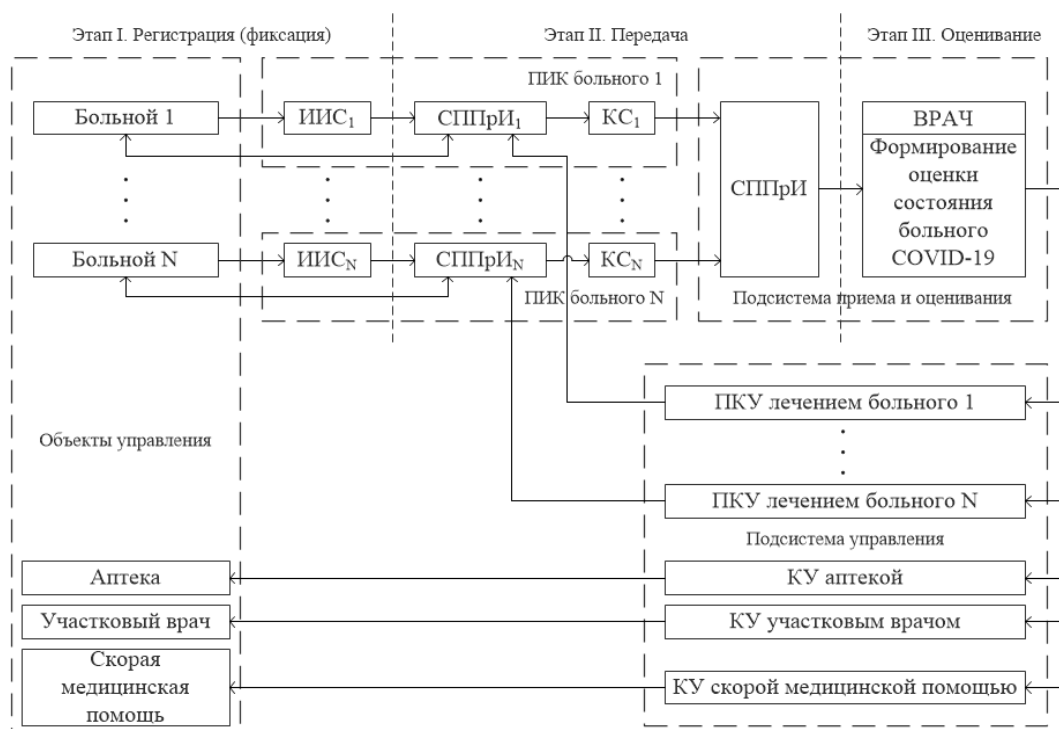 Этап I. Регистрация (фиксация)
Этап II. Передача
Этап III. Оценивание
ПИК больного 1
Больной 1
ИИС₁
СППрИ₁
КС₁
СППрИ
ВРАЧ
Формирование
оценки
состояния
больного
COVID-19
Больной N
ИИС_N
СППрИ_N
КС_N
ПИК больного N
Подсистема приема и оценивания
ПКУ лечением больного 1
Объекты управления
ПКУ лечением больного N
Подсистема управления
Аптека
КУ аптекой
Участковый врач
КУ участковым врачом
Скорая
медицинская
помощь
КУ скорой медицинской помощью